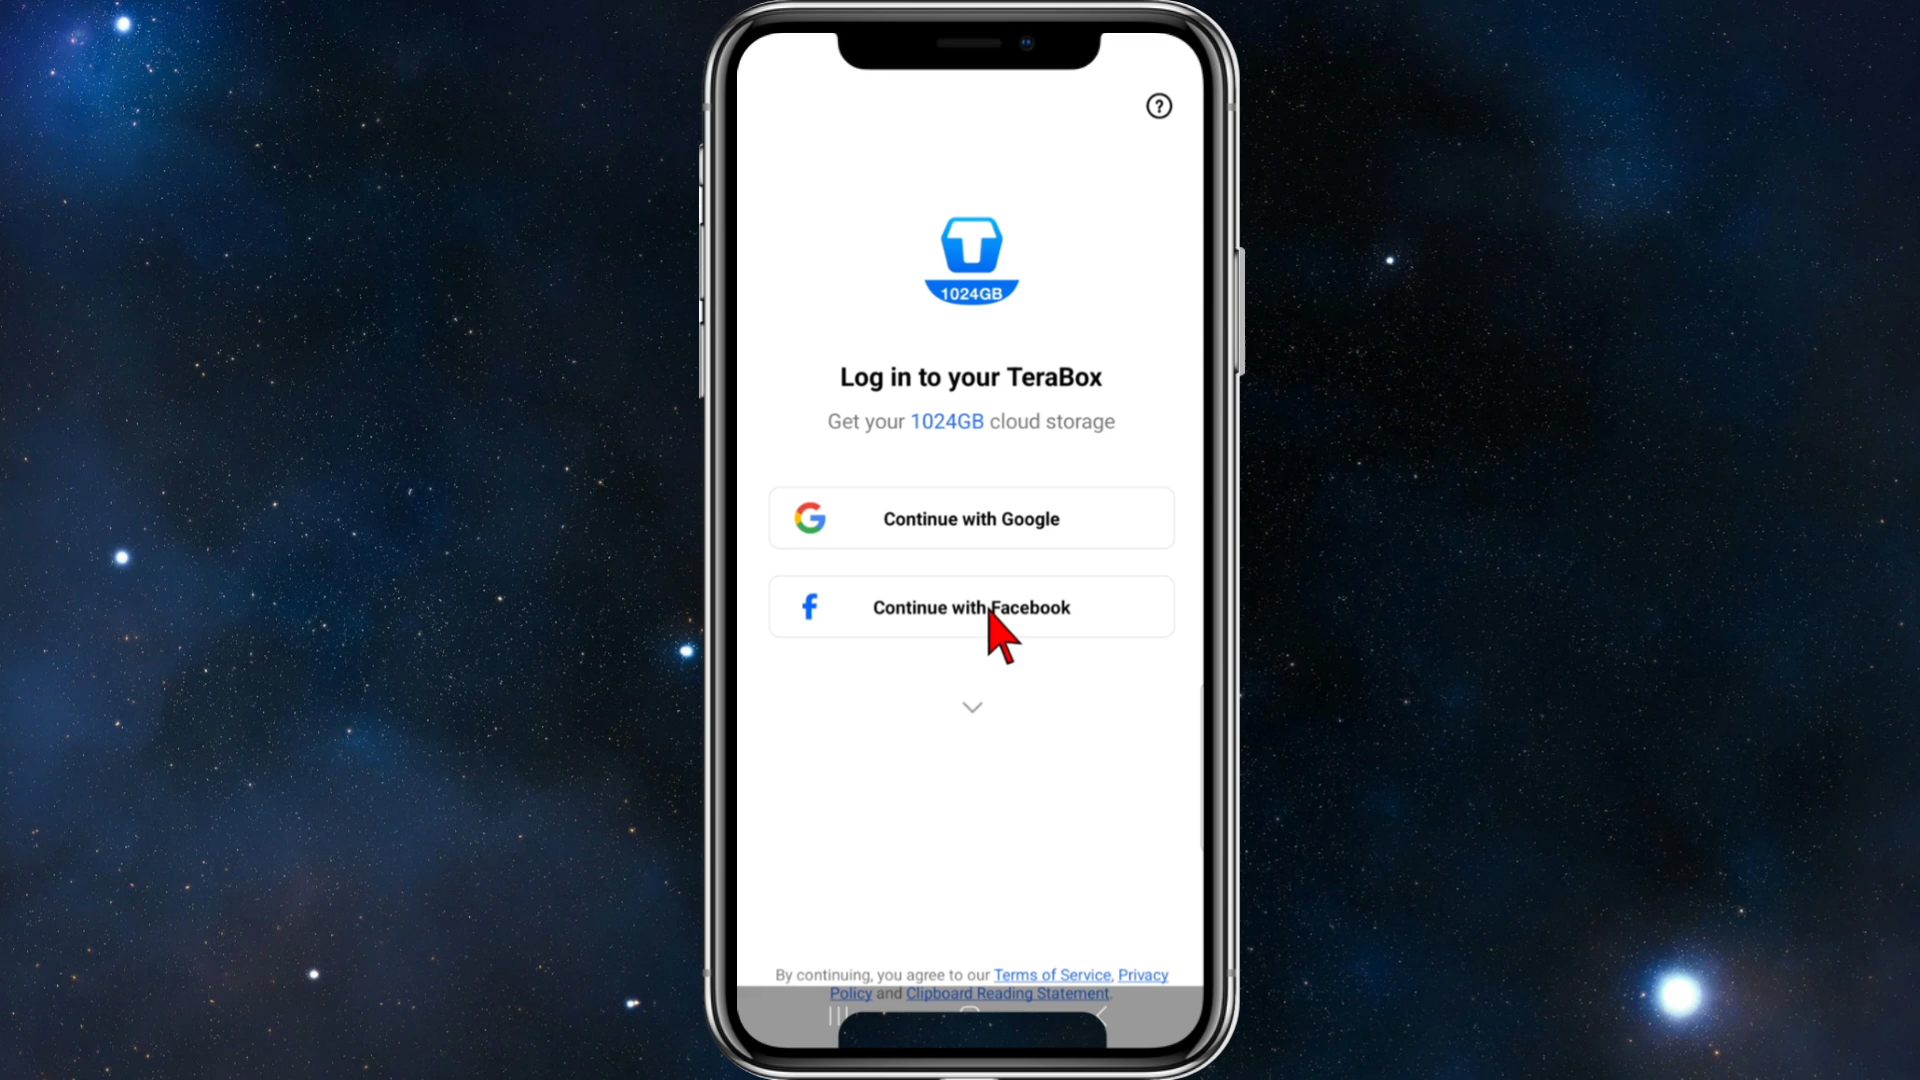 1024GB
Log in to your TeraBox
Get your 1024GB cloud storage
Continue with Google
Continue with Facebook
By continuing, you agree to our Terms of Service, Privacy
Policy and Clipboard Reading Statement.